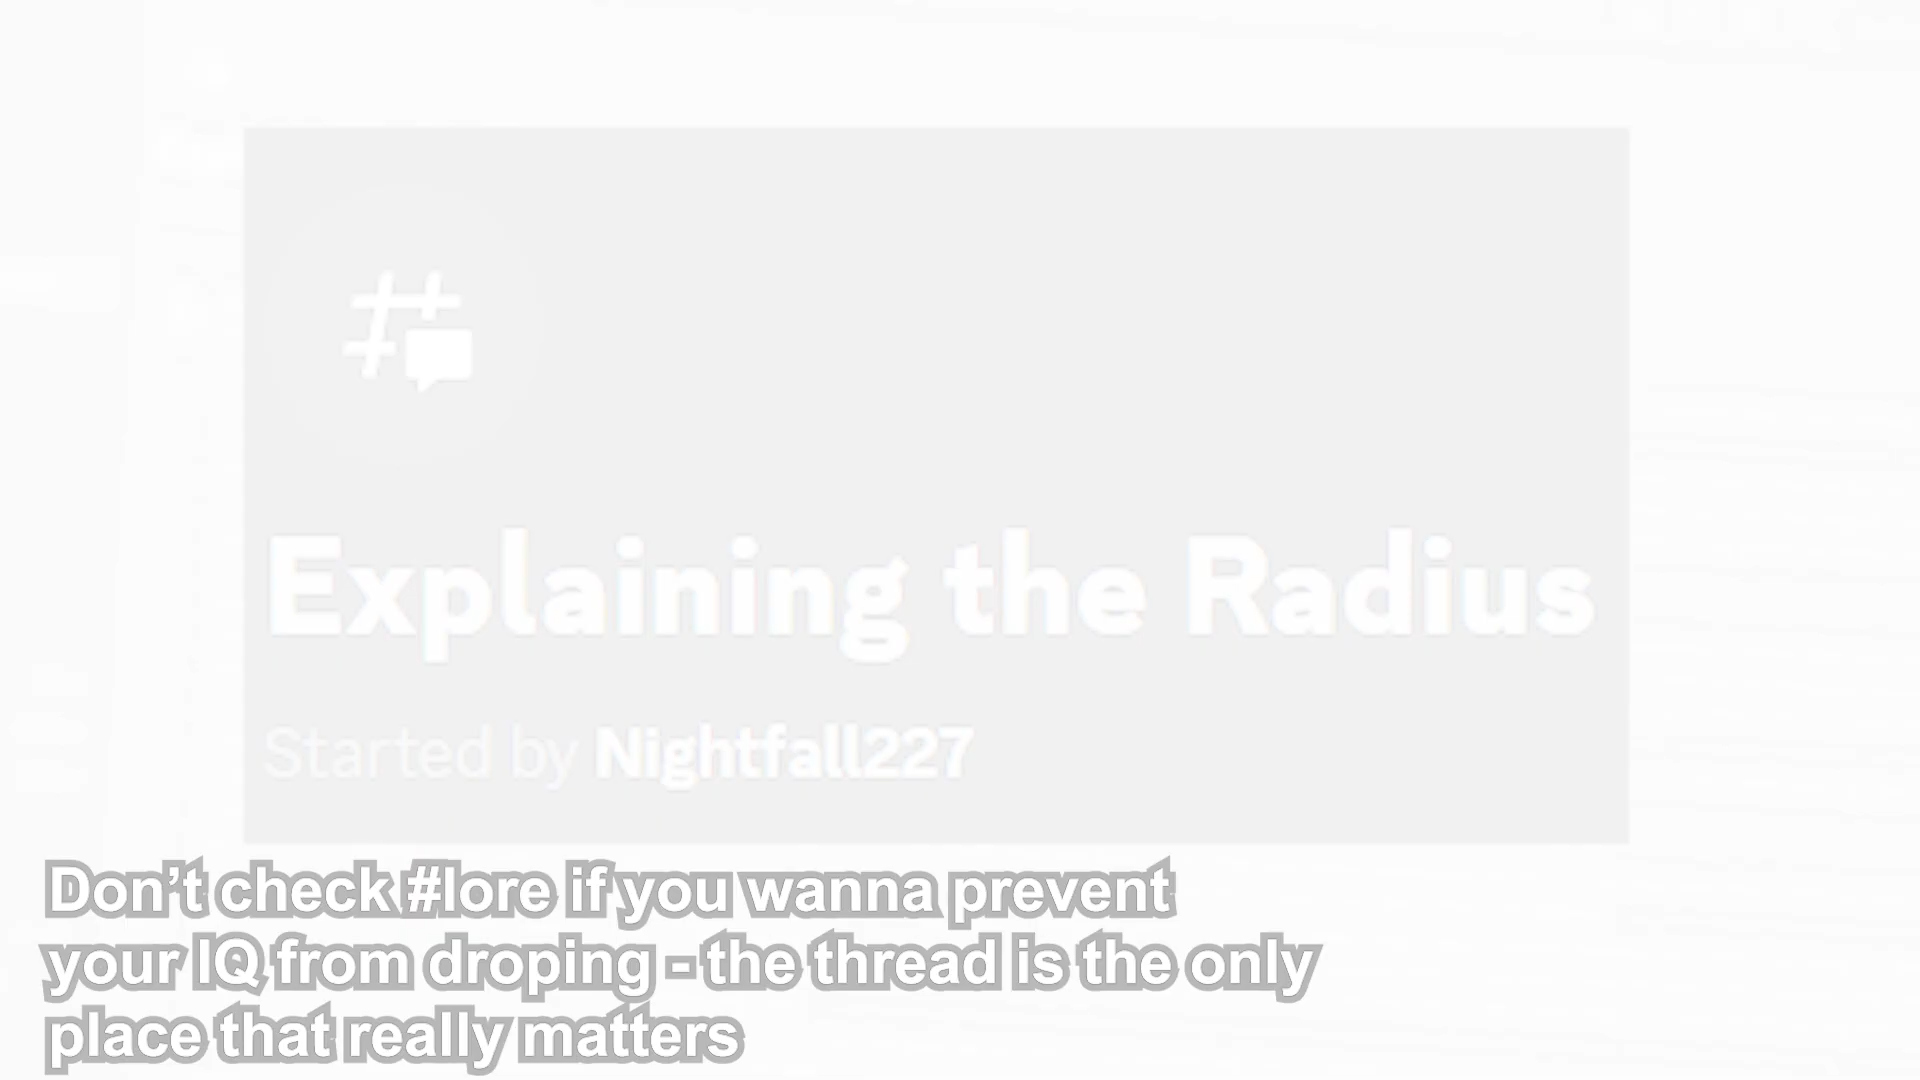 Explaining the Radius
Started by Nightfall227
Don’t check #lore if you wanna prevent
your IQ from droping - the thread is the only
place that really matters